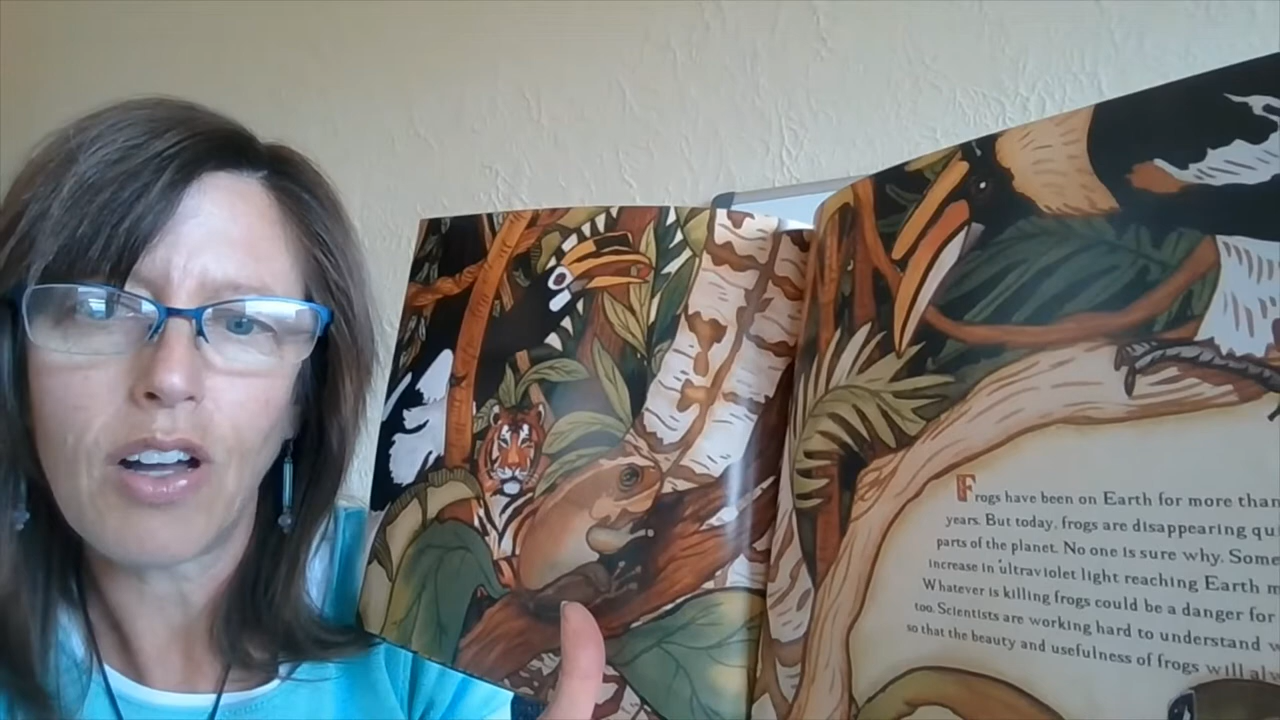 Frogs have been on Earth for more than
years. But today, frogs are disappearing
parts of the planet. No one is sure why. Some
increase in ultraviolet light reaching Earth
Whatever is killing frogs could be a danger for
too. Scientists are working hard to understand
so that the beauty and usefulness of frogs will